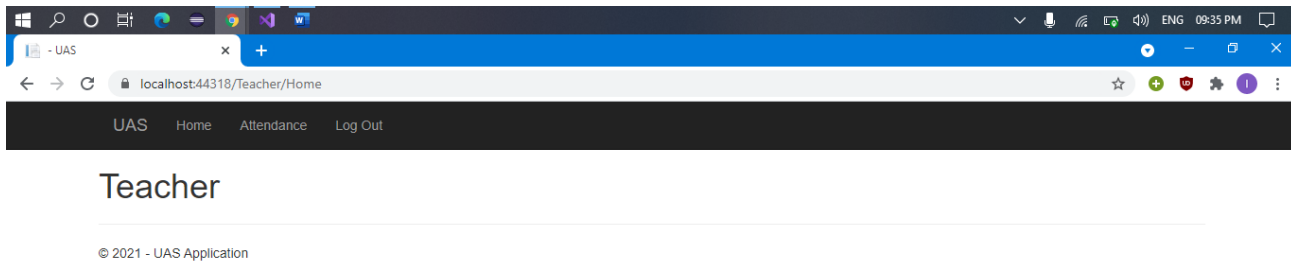 ENG 09:35 PM
- UAS
localhost:44318/Teacher/Home
I
UAS Home Attendance Log Out
Teacher
© 2021 - UAS Application